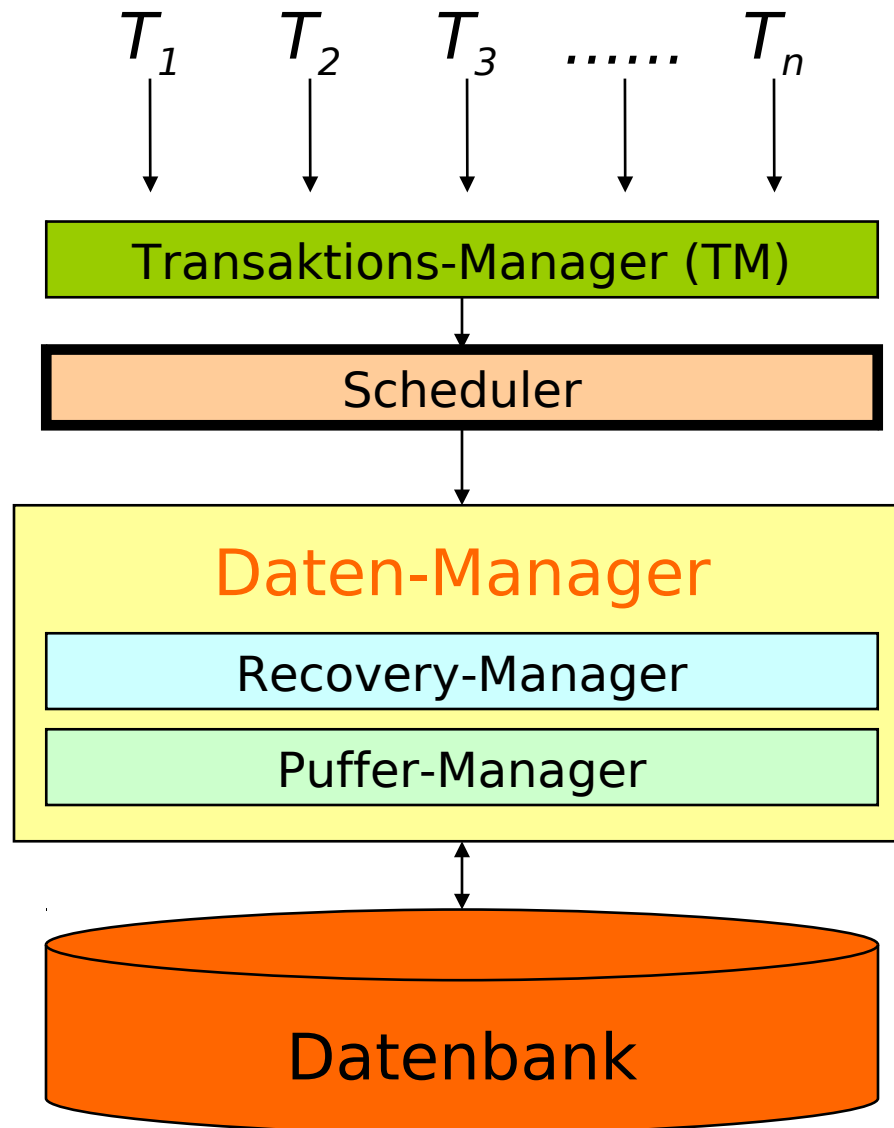 T1 T2 T3 ...... Tn
Transaktions-Manager (TM)
Scheduler
Daten-Manager
Recovery-Manager
Puffer-Manager
Datenbank